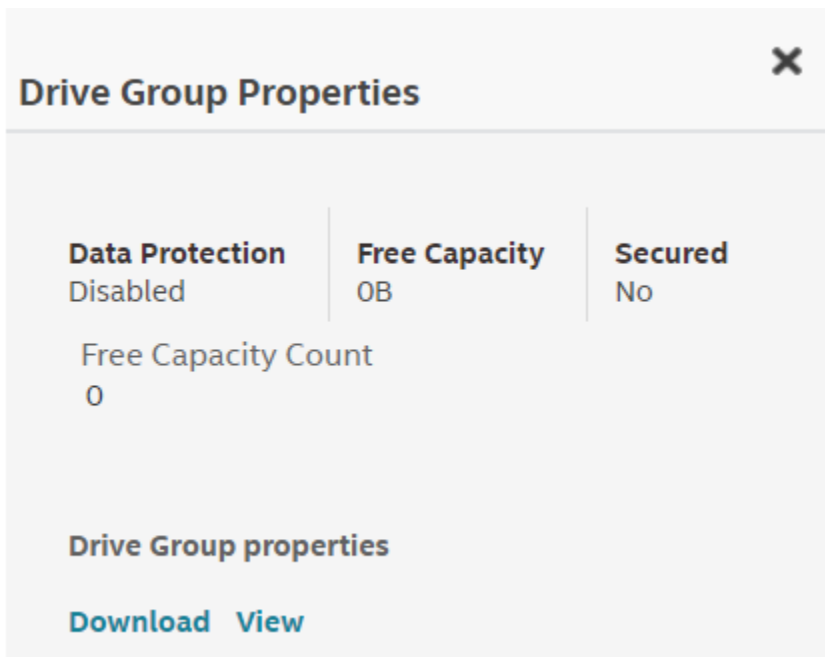 Drive Group Properties
Data Protection Free Capacity Secured
Disabled 0B No
Free Capacity Count
0
Drive Group properties
Download View